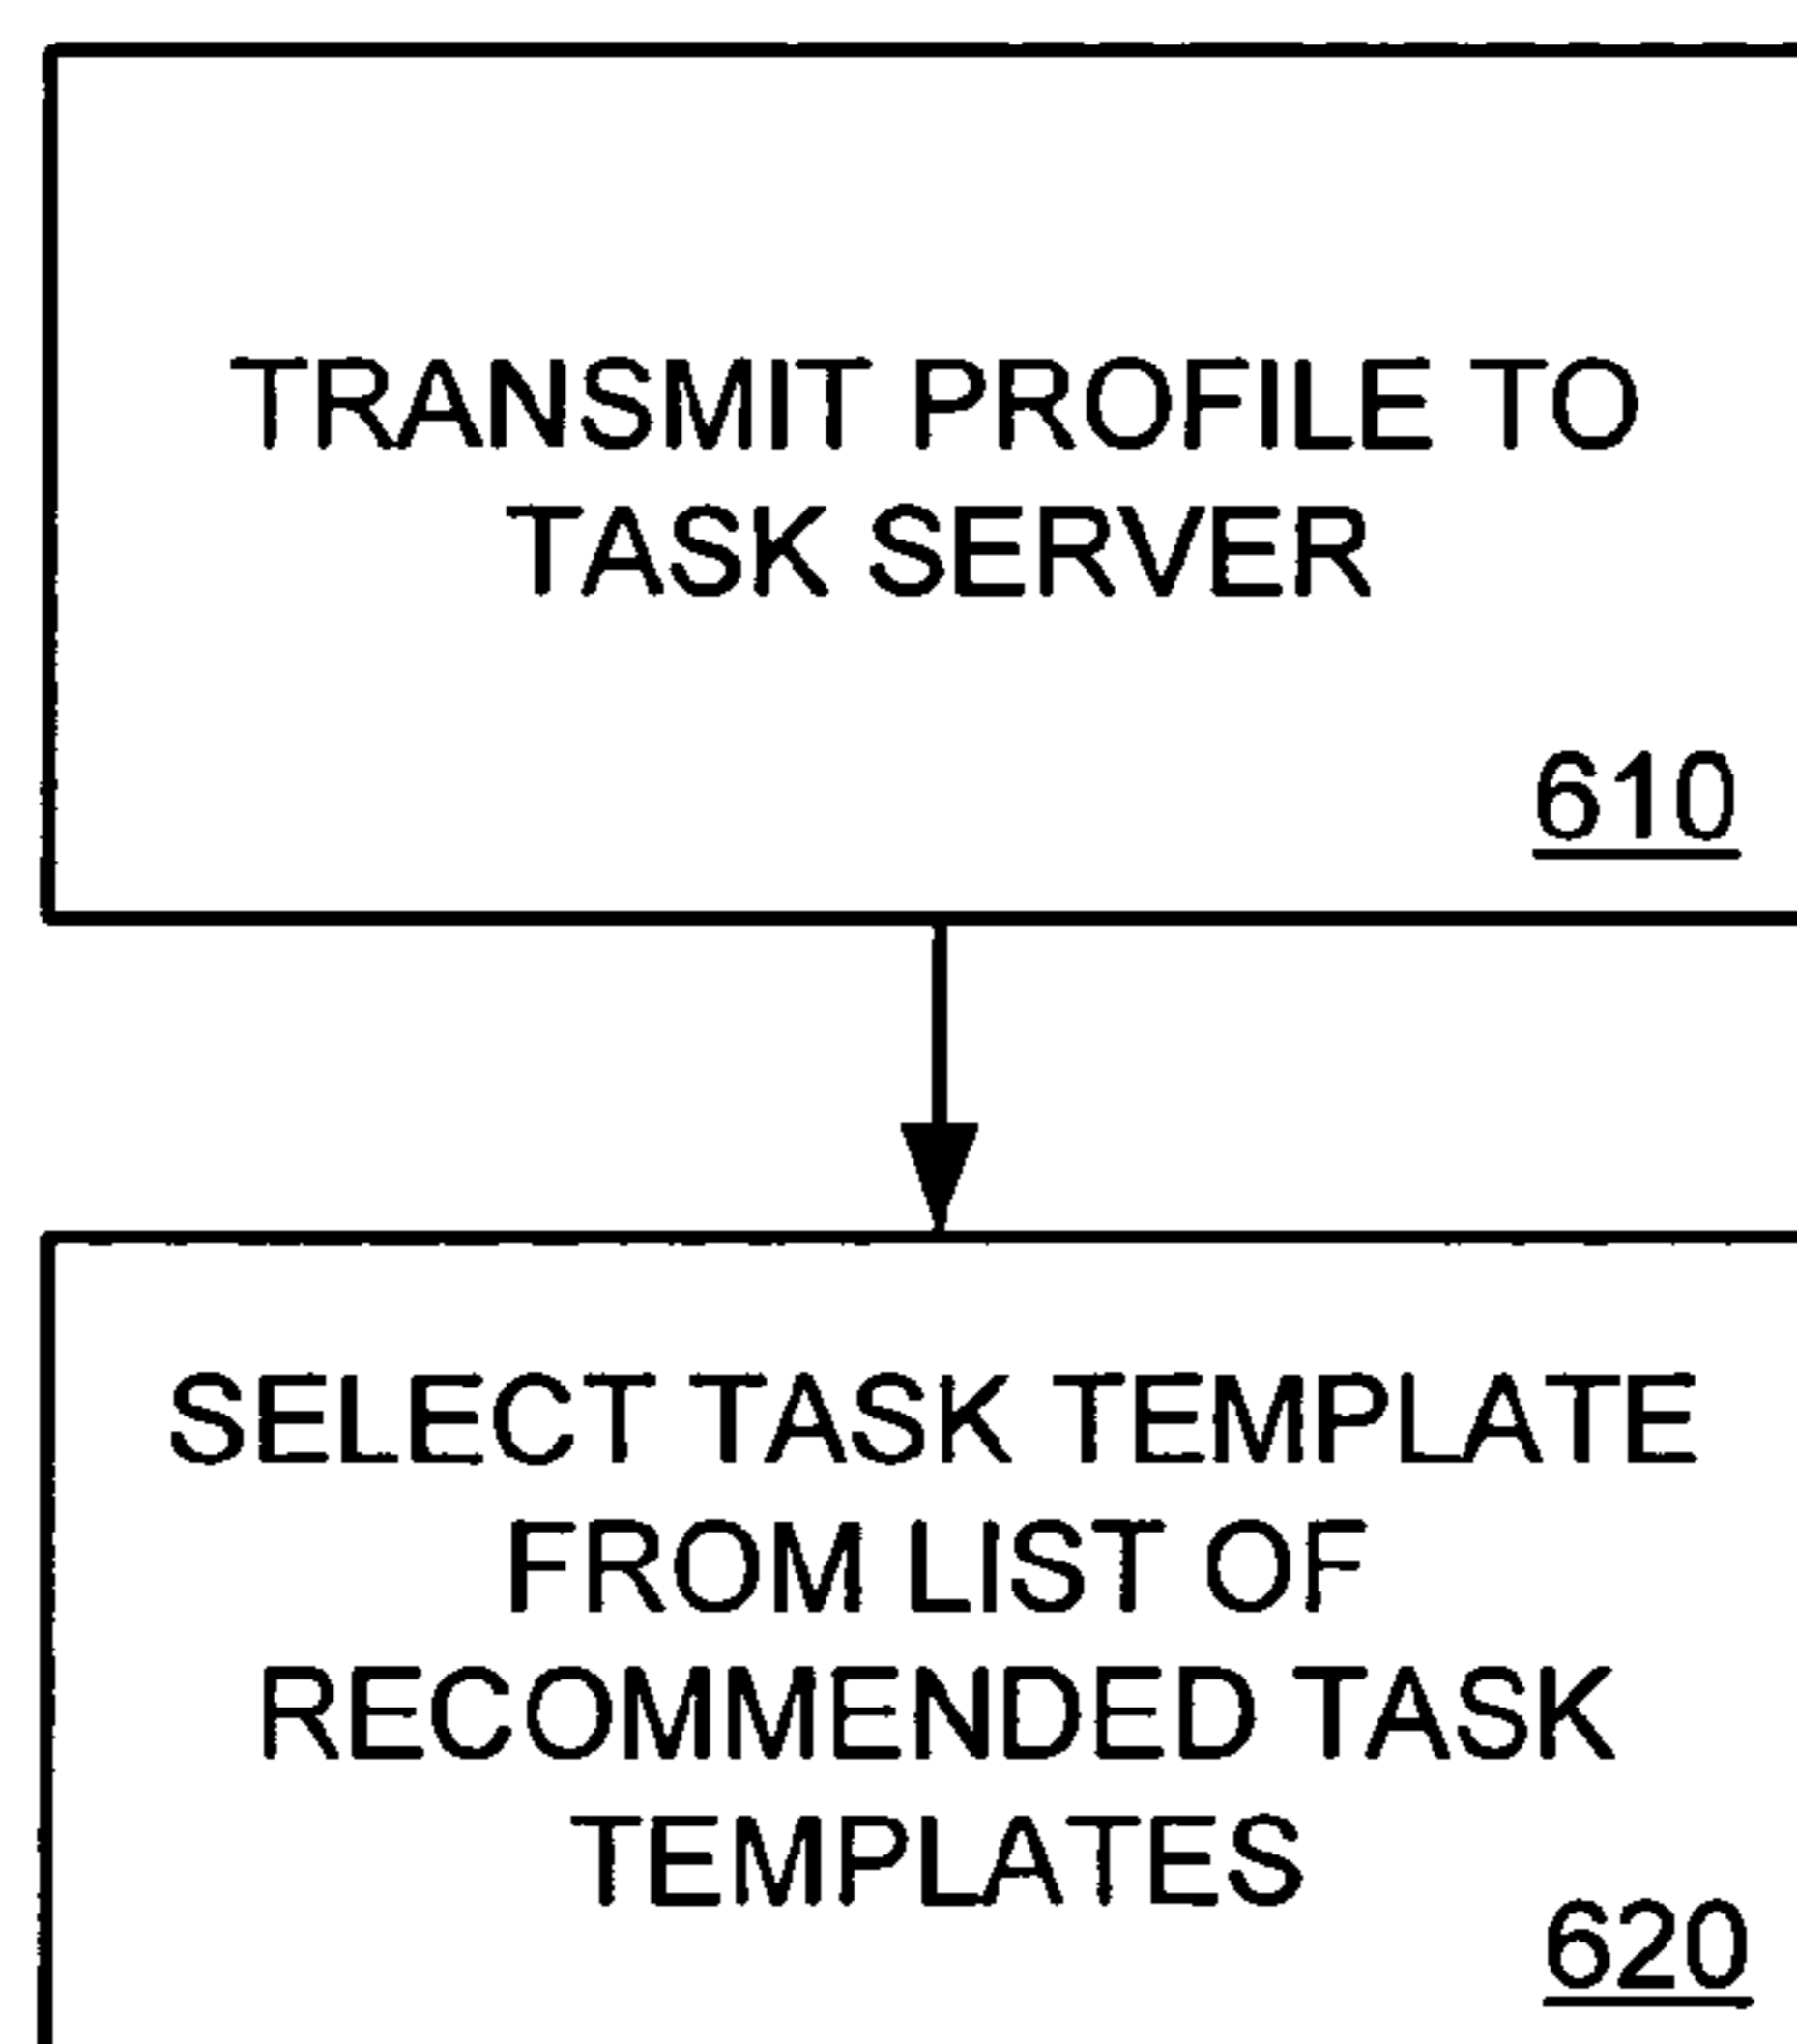 TRANSMIT PROFILE TO
TASK SERVER
610
SELECT TASK TEMPLATE
FROM LIST OF
RECOMMENDED TASK
TEMPLATES
620